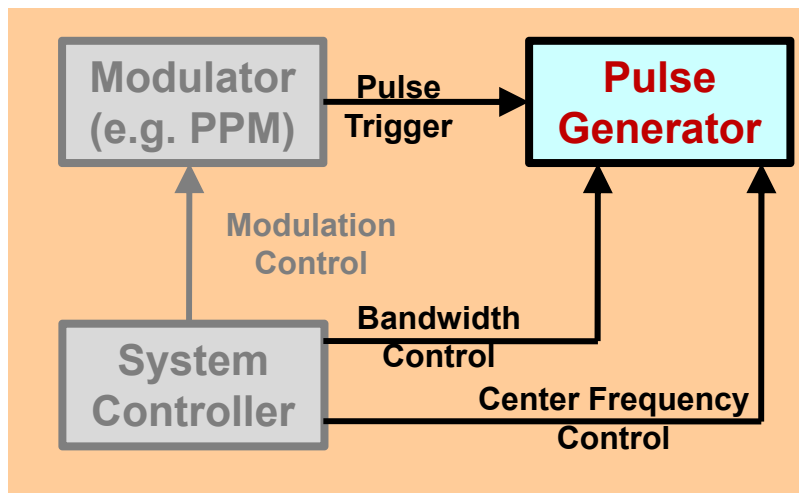 Modulator
(e.g. PPM)
Pulse
Trigger
Pulse
Generator
Modulation
Control
Bandwidth
Control
System
Controller
Center Frequency
Control